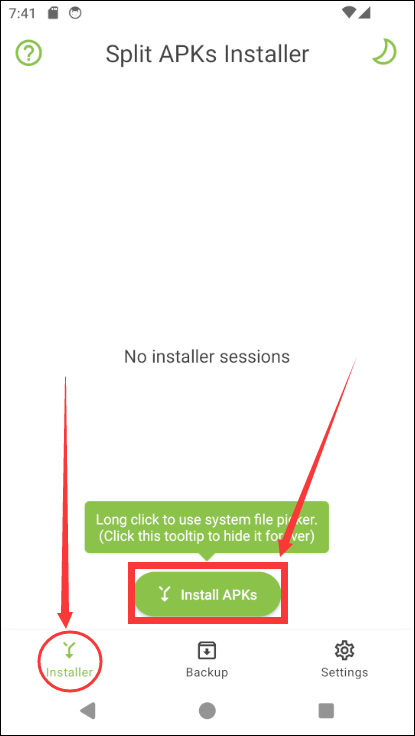 7:41
Split APKs Installer
No installer sessions
Long click to use system file picker.
(Click this tooltip to hide it forever)
Install APKs
Installer
Backup
Settings